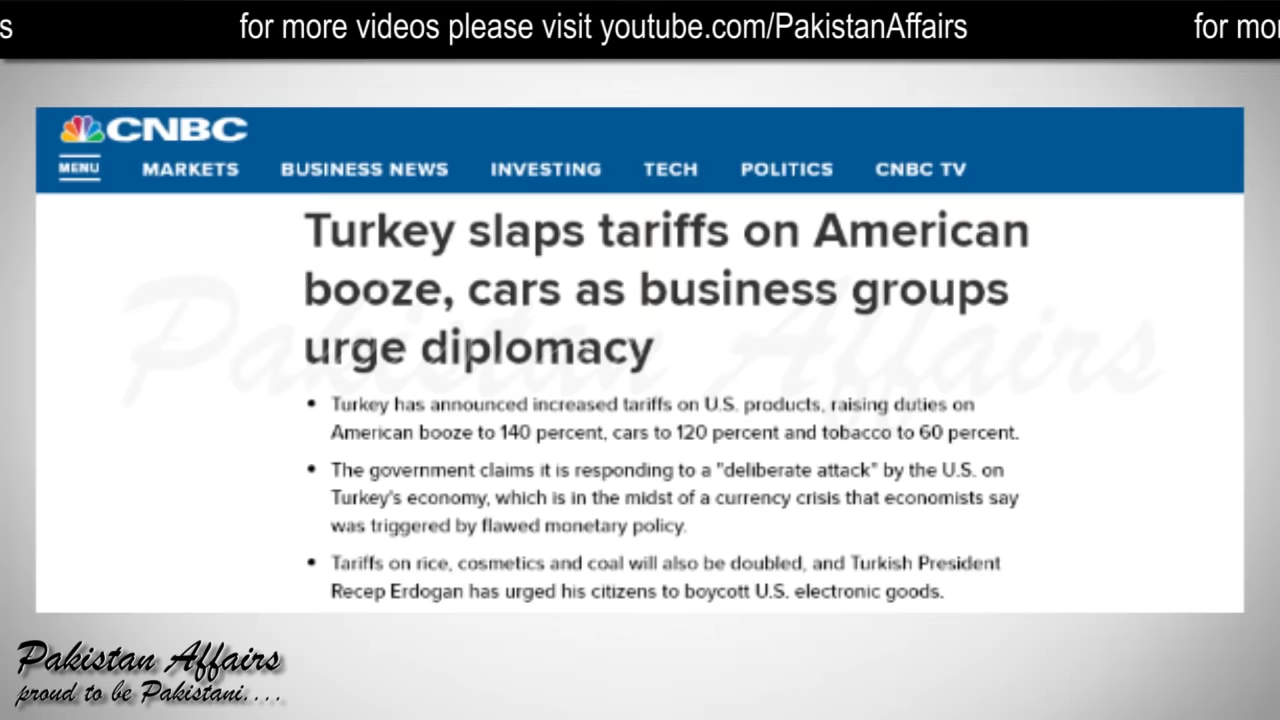 s for more videos please visit youtube.com/PakistanAffairs for mor
CNBC
MENU MARKETS BUSINESS NEWS INVESTING TECH POLITICS CNBC TV
Turkey slaps tariffs on American
booze, cars as business groups
urge diplomacy
Pakistan Affairs
• Turkey has announced increased tariffs on U.S. products, raising duties on
American booze to 140 percent, cars to 120 percent and tobacco to 60 percent.
• The government claims it is responding to a "deliberate attack" by the U.S. on
Turkey's economy, which is in the midst of a currency crisis that economists say
was triggered by flawed monetary policy.
• Tariffs on rice, cosmetics and coal will also be doubled, and Turkish President
Recep Erdogan has urged his citizens to boycott U.S. electronic goods.
Pakistan Affairs
proud to be Pakistani....